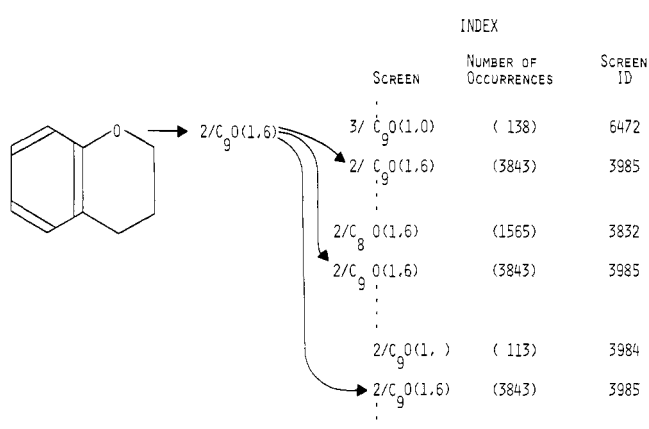 INDEX
SCREEN NUMBER OF OCCURRENCES SCREEN ID
O
2/C9O(1,6)
3/ C9O(1,0) ( 138) 6472
2/ C9O(1,6) (3843) 3985
2/C8 O(1,6) (1565) 3832
2/C9 O(1,6) (3843) 3985
2/C9O(1, ) ( 113) 3984
2/C9O(1,6) (3843) 3985